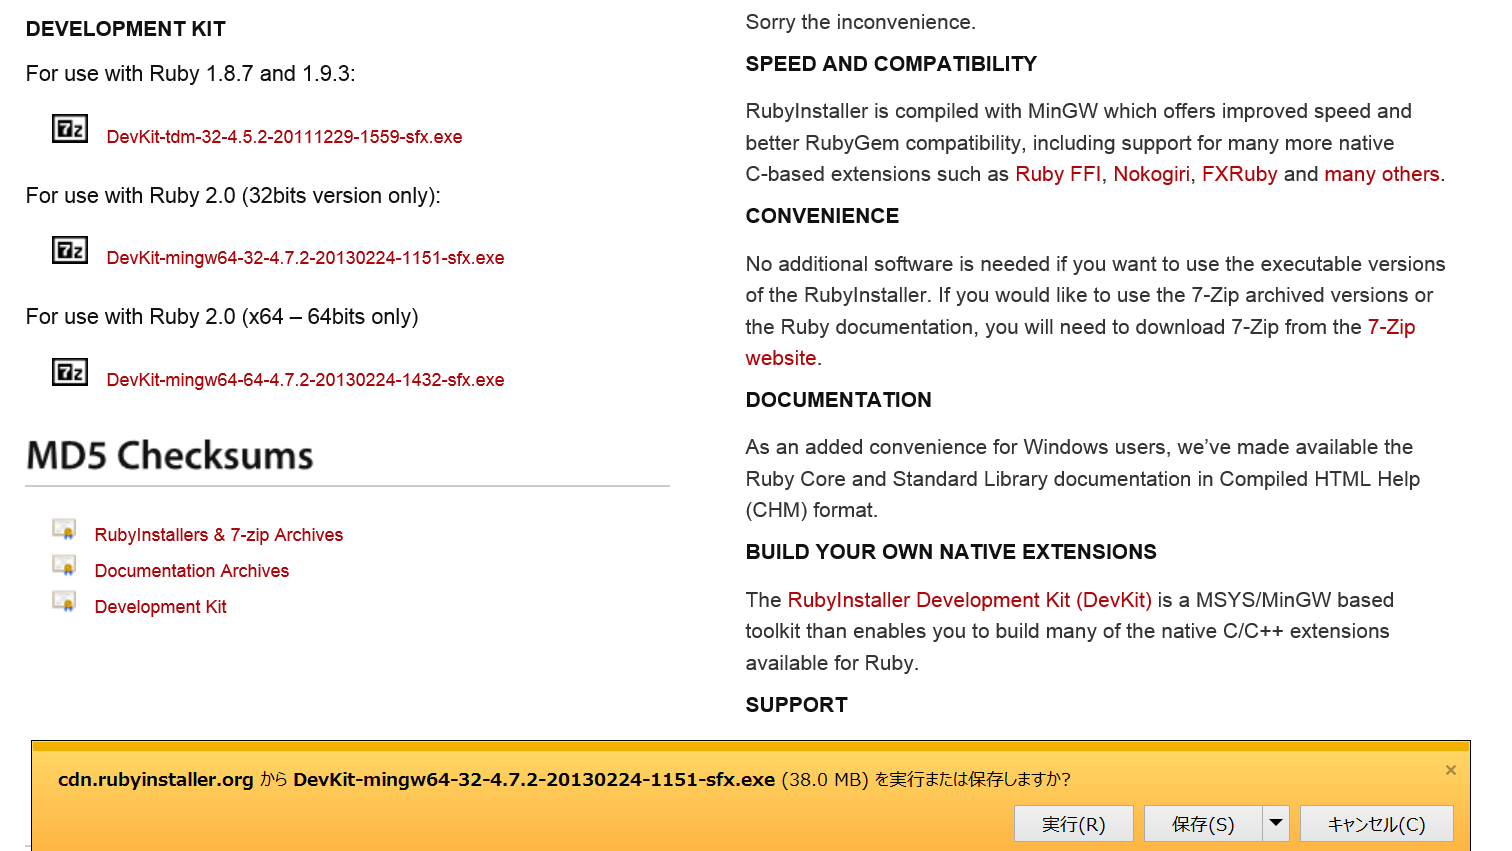 DEVELOPMENT KIT
For use with Ruby 1.8.7 and 1.9.3:
7z DevKit-tdm-32-4.5.2-20111229-1559-sfx.exe
For use with Ruby 2.0 (32bits version only):
7z DevKit-mingw64-32-4.7.2-20130224-1151-sfx.exe
For use with Ruby 2.0 (x64 – 64bits only)
7z DevKit-mingw64-64-4.7.2-20130224-1432-sfx.exe
MD5 Checksums
RubyInstallers & 7-zip Archives
Documentation Archives
Development Kit
Sorry the inconvenience.
SPEED AND COMPATIBILITY
RubyInstaller is compiled with MinGW which offers improved speed and
better RubyGem compatibility, including support for many more native
C-based extensions such as Ruby FFI, Nokogiri, FXRuby and many others.
CONVENIENCE
No additional software is needed if you want to use the executable versions
of the RubyInstaller. If you would like to use the 7-Zip archived versions or
the Ruby documentation, you will need to download 7-Zip from the 7-Zip
website.
DOCUMENTATION
As an added convenience for Windows users, we’ve made available the
Ruby Core and Standard Library documentation in Compiled HTML Help
(CHM) format.
BUILD YOUR OWN NATIVE EXTENSIONS
The RubyInstaller Development Kit (DevKit) is a MSYS/MinGW based
toolkit than enables you to build many of the native C/C++ extensions
available for Ruby.
SUPPORT
cdn.rubyinstaller.org から DevKit-mingw64-32-4.7.2-20130224-1151-sfx.exe (38.0 MB) を実行または保存しますか?
実行(R) 保存(S) キャンセル(C)